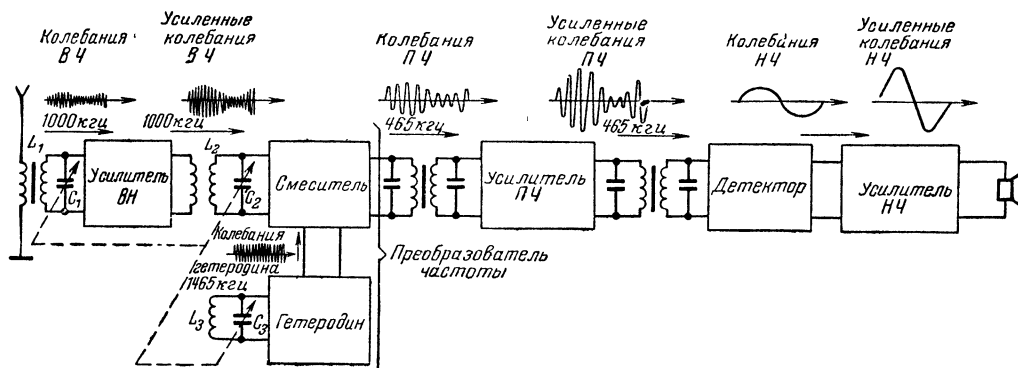 Колебания
ВЧ
Усиленные
колебания
ВЧ
Колебания
ПЧ
Усиленные
колебания
ПЧ
Колебания
НЧ
Усиленные
колебания
НЧ
1000кгц
1000кгц
465кгц
465кгц
L1
L2
Усилитель
ВН
C1
C2
Смеситель
Усилитель
ПЧ
Детектор
Усилитель
НЧ
Колебания
гетеродина
1465кгц
Преобразователь
частоты
L3
C3
Гетеродин